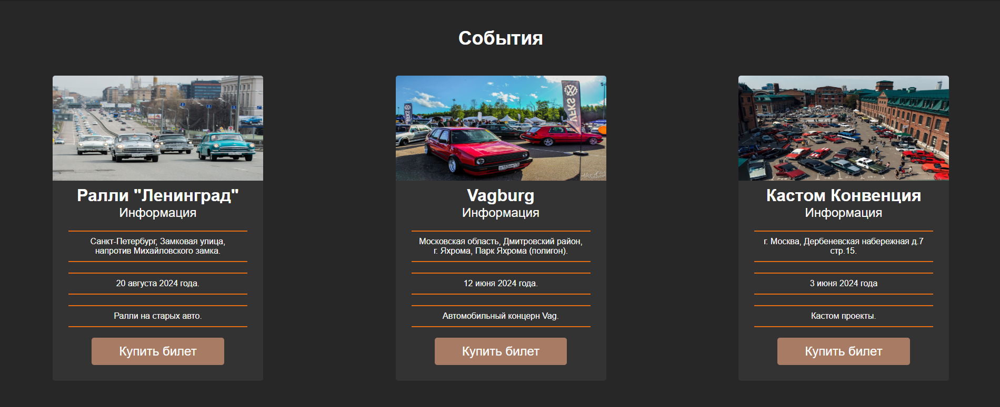 События
Ралли "Ленинград"
Информация
Санкт-Петербург, Замковая улица,
напротив Михайловского замка.
20 августа 2024 года.
Ралли на старых авто.
Купить билет
VFKS
Vagburg
Информация
Московская область, Дмитровский район,
г. Яхрома, Парк Яхрома (полигон).
12 июня 2024 года.
Автомобильный концерн Vag.
Купить билет
Кастом Конвенция
Информация
г. Москва, Дербеневская набережная д.7
стр.15.
3 июня 2024 года
Кастом проекты.
Купить билет